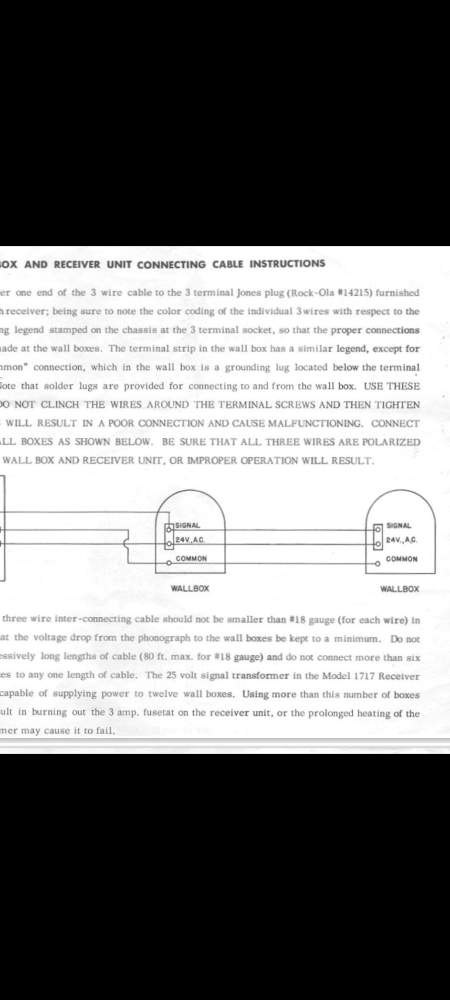 BOX AND RECEIVER UNIT CONNECTING CABLE INSTRUCTIONS
er one end of the 3 wire cable to the 3 terminal Jones plug (Rock-Ola #14215) furnished
h receiver; being sure to note the color coding of the individual 3 wires with respect to the
ng legend stamped on the chassis at the 3 terminal socket, so that the proper connections
ade at the wall boxes. The terminal strip in the wall box has a similar legend, except for
mmon" connection, which in the wall box is a grounding lug located below the terminal
Note that solder lugs are provided for connecting to and from the wall box. USE THESE
DO NOT CLINCH THE WIRES AROUND THE TERMINAL SCREWS AND THEN TIGHTEN
WILL RESULT IN A POOR CONNECTION AND CAUSE MALFUNCTIONING. CONNECT
ALL BOXES AS SHOWN BELOW. BE SURE THAT ALL THREE WIRES ARE POLARIZED
WALL BOX AND RECEIVER UNIT, OR IMPROPER OPERATION WILL RESULT.
SIGNAL
24V., A.C.
COMMON
WALLBOX
SIGNAL
24V., A.C.
COMMON
WALLBOX
three wire inter-connecting cable should not be smaller than #18 gauge (for each wire) in
at the voltage drop from the phonograph to the wall boxes be kept to a minimum. Do not
essively long lengths of cable (80 ft. max. for #18 gauge) and do not connect more than six
es to any one length of cable. The 25 volt signal transformer in the Model 1717 Receiver
capable of supplying power to twelve wall boxes. Using more than this number of boxes
ult in burning out the 3 amp. fusetat on the receiver unit, or the prolonged heating of the
mer may cause it to fail.